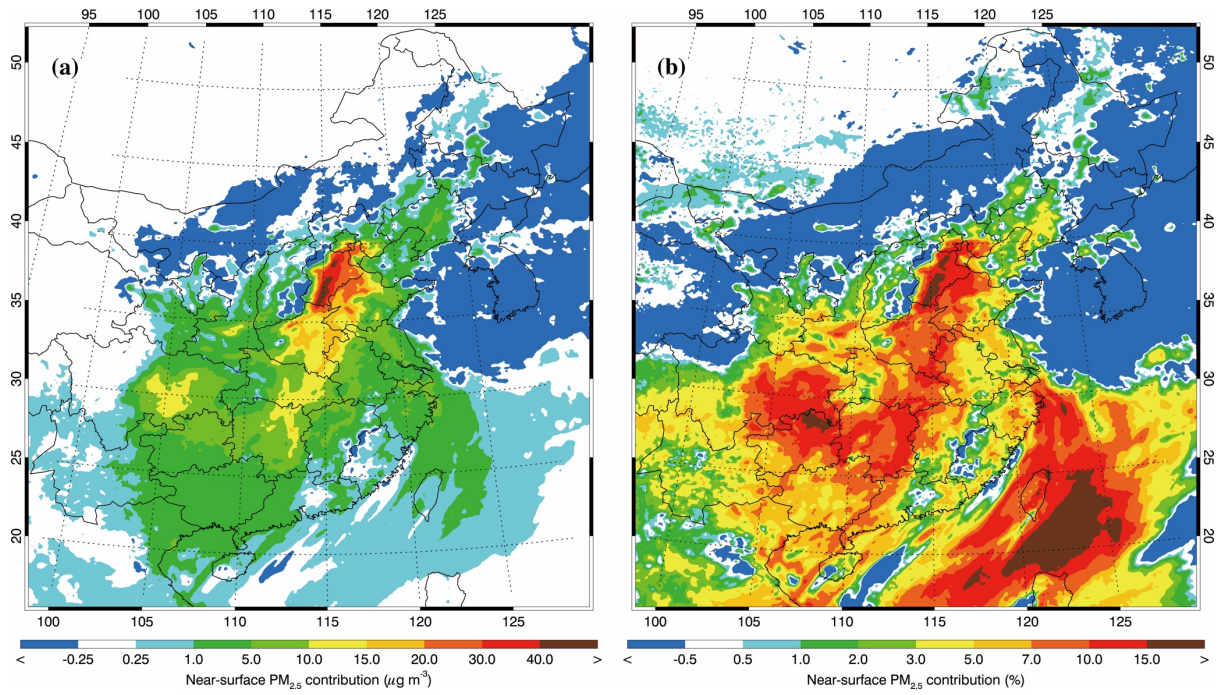 95 100 105 110 115 120 125
95 100 105 110 115 120 125
(a)
(b)
50 45 40 35 30 25 20
50 45 40 35 30 25 20
100 105 110 115 120 125
100 105 110 115 120 125
< -0.25 0.25 1.0 5.0 10.0 15.0 20.0 30.0 40.0 >
Near-surface PM2.5 contribution (μg m-3)
< -0.5 0.5 1.0 2.0 3.0 5.0 7.0 10.0 15.0 >
Near-surface PM2.5 contribution (%)